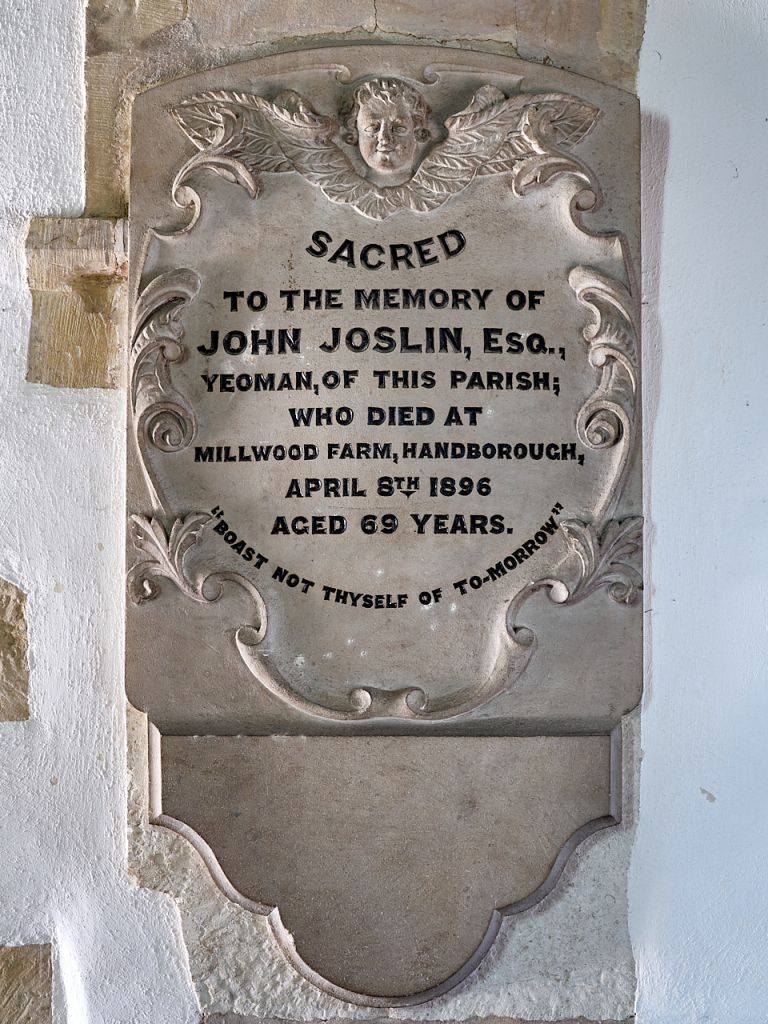 SACRED
TO THE MEMORY OF
JOHN JOSLIN, ESQ.,
YEOMAN, OF THIS PARISH;
WHO DIED AT
MILLWOOD FARM, HANDBOROUGH,
APRIL 8TH 1896
AGED 69 YEARS.
"BOAST NOT THYSELF OF TO-MORROW"